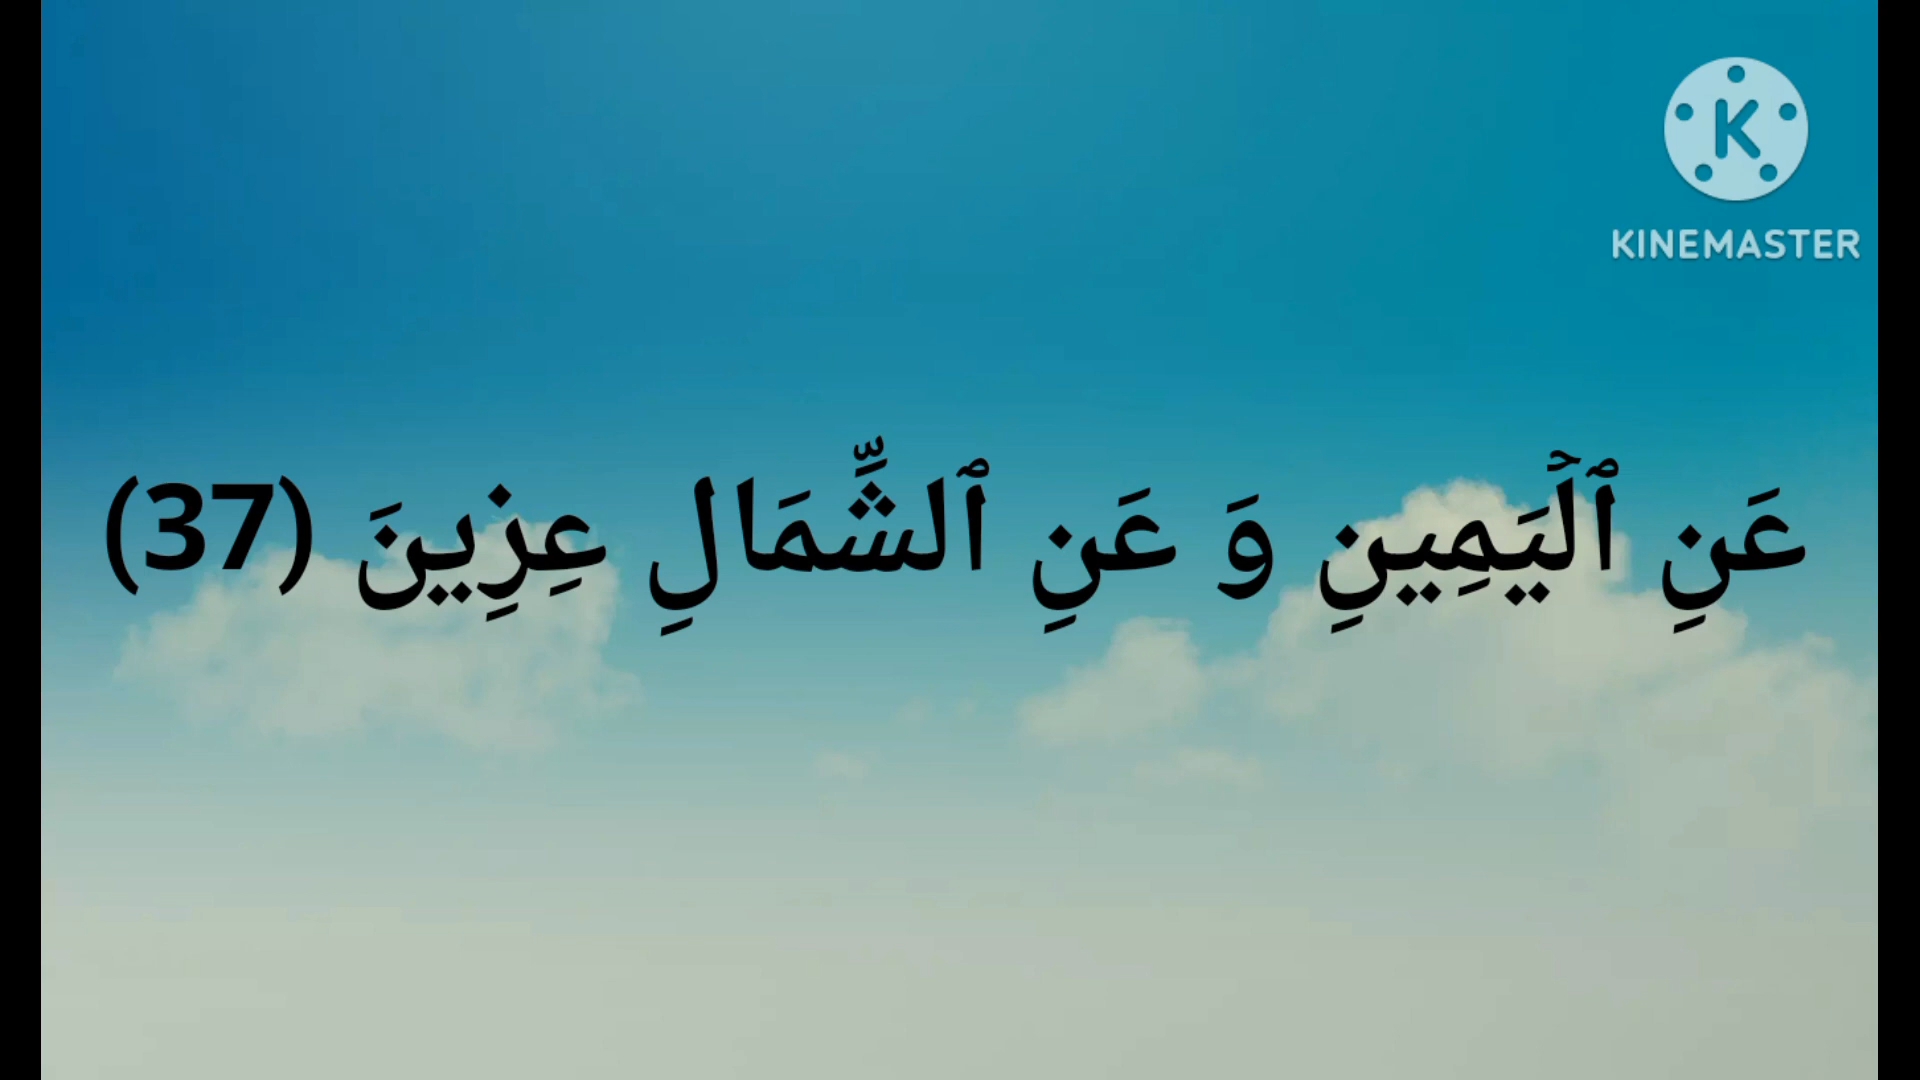 K
KINEMASTER
عَنِ ٱلۡيَمِينِ وَ عَنِ ٱلشِّمَالِ عِزِينَ (37)